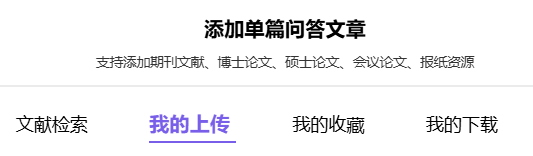 添加单篇问答文章
支持添加期刊文献、博士论文、硕士论文、会议论文、报纸资源
文献检索 我的上传 我的收藏 我的下载